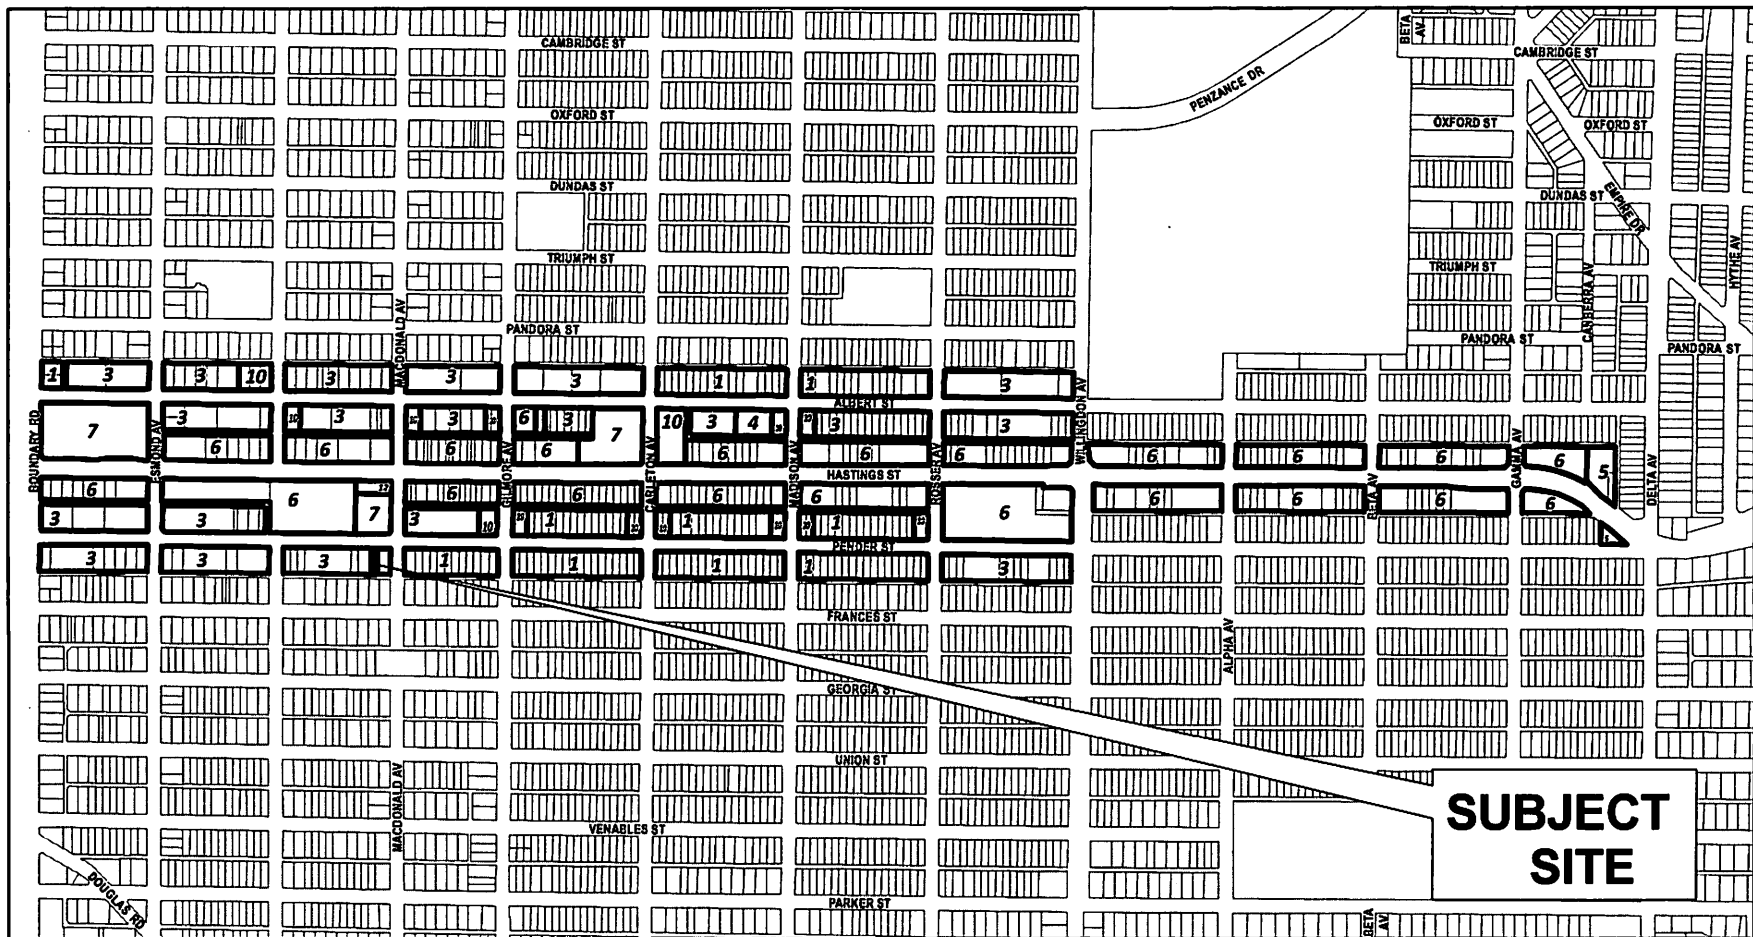 BETA AV
CAMBRIDGE ST
CAMBRIDGE ST
PENZANCE DR
OXFORD ST
OXFORD ST
OXFORD ST
DUNDAS ST
DUNDAS ST
EMPIRE DR
HYTHE AV
TRIUMPH ST
TRIUMPH ST
CANBERRA AV
MACDONALD AV
PANDORA ST
PANDORA ST
PANDORA ST
1 3 3 10 3 3 3 1 1 3
ALBERT ST
WILLINGDON AV
BOUNDARY RD
7
ESMOND AV
3 3 3 6 3 7 10 3 4 3 3
6 6 6 6 6 6 6 6 6 6 6 5
GILMORE AV
CARLETON AV
MADISON AV
ROSSER AV
HASTINGS ST
BETA AV
GAMMA AV
DELTA AV
6 6 6 6 6 6 6 6 6 6 6
3 3 7 3 10 1 1 1
PENDER ST
3 3 3 1 1 1 1 3
FRANCES ST
ALPHA AV
GEORGIA ST
UNION ST
MACDONALD AV
VENABLES ST
DOUGLAS RD
PARKER ST
BETA AV
SUBJECT
SITE